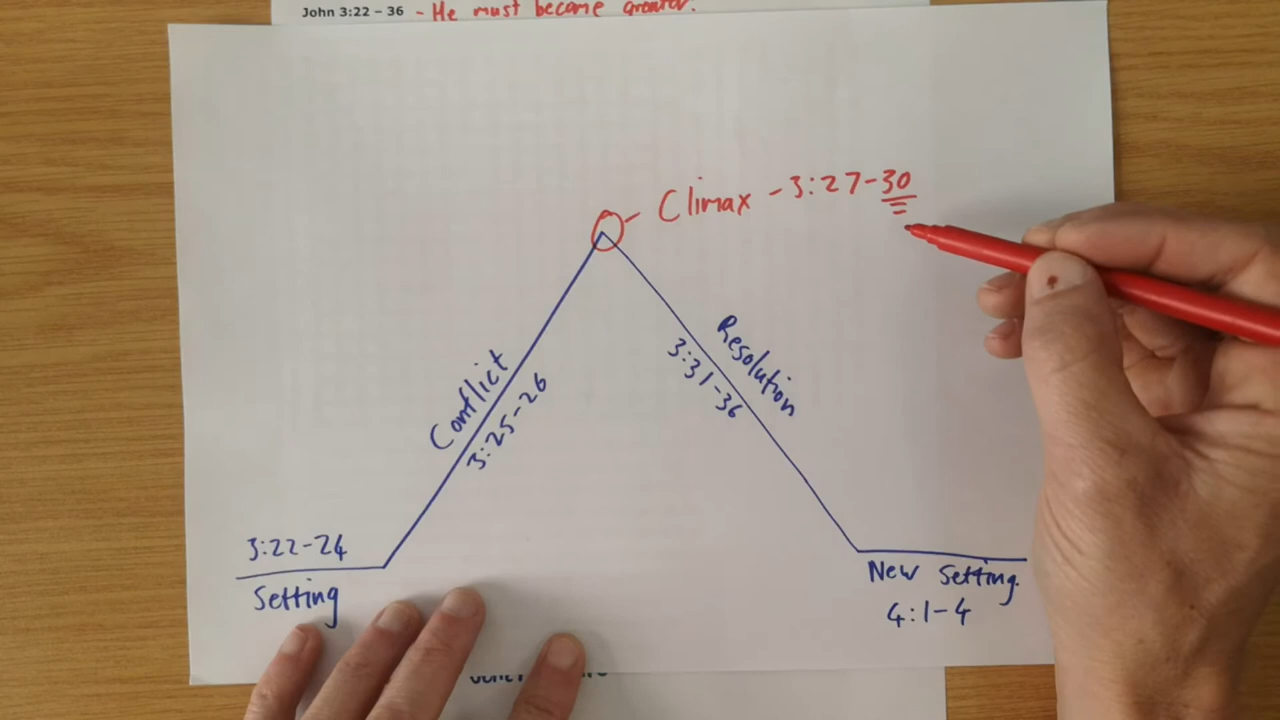 John 3:22 – 36 - He must become greater.
Climax - 3:27-30
Conflict
3:25-26
Resolution
3:31-36
3:22-24
Setting
New Setting.
4:1-4